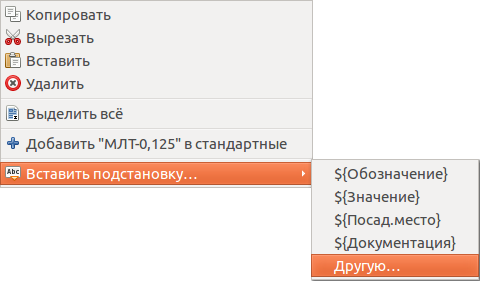 Копировать
Вырезать
Вставить
Удалить
Выделить всё
Добавить "МЛТ-0,125" в стандартные
Abc
Вставить подстановку...
${Обозначение}
${Значение}
${Посад.место}
${Документация}
Другую...